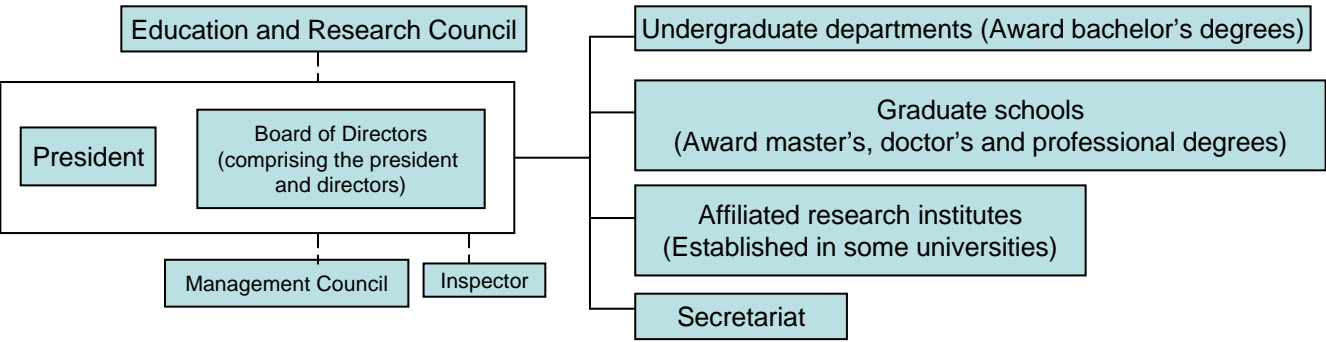 Education and Research Council
President
Board of Directors
(comprising the president
and directors)
Management Council
Inspector
Undergraduate departments (Award bachelor’s degrees)
Graduate schools
(Award master’s, doctor’s and professional degrees)
Affiliated research institutes
(Established in some universities)
Secretariat